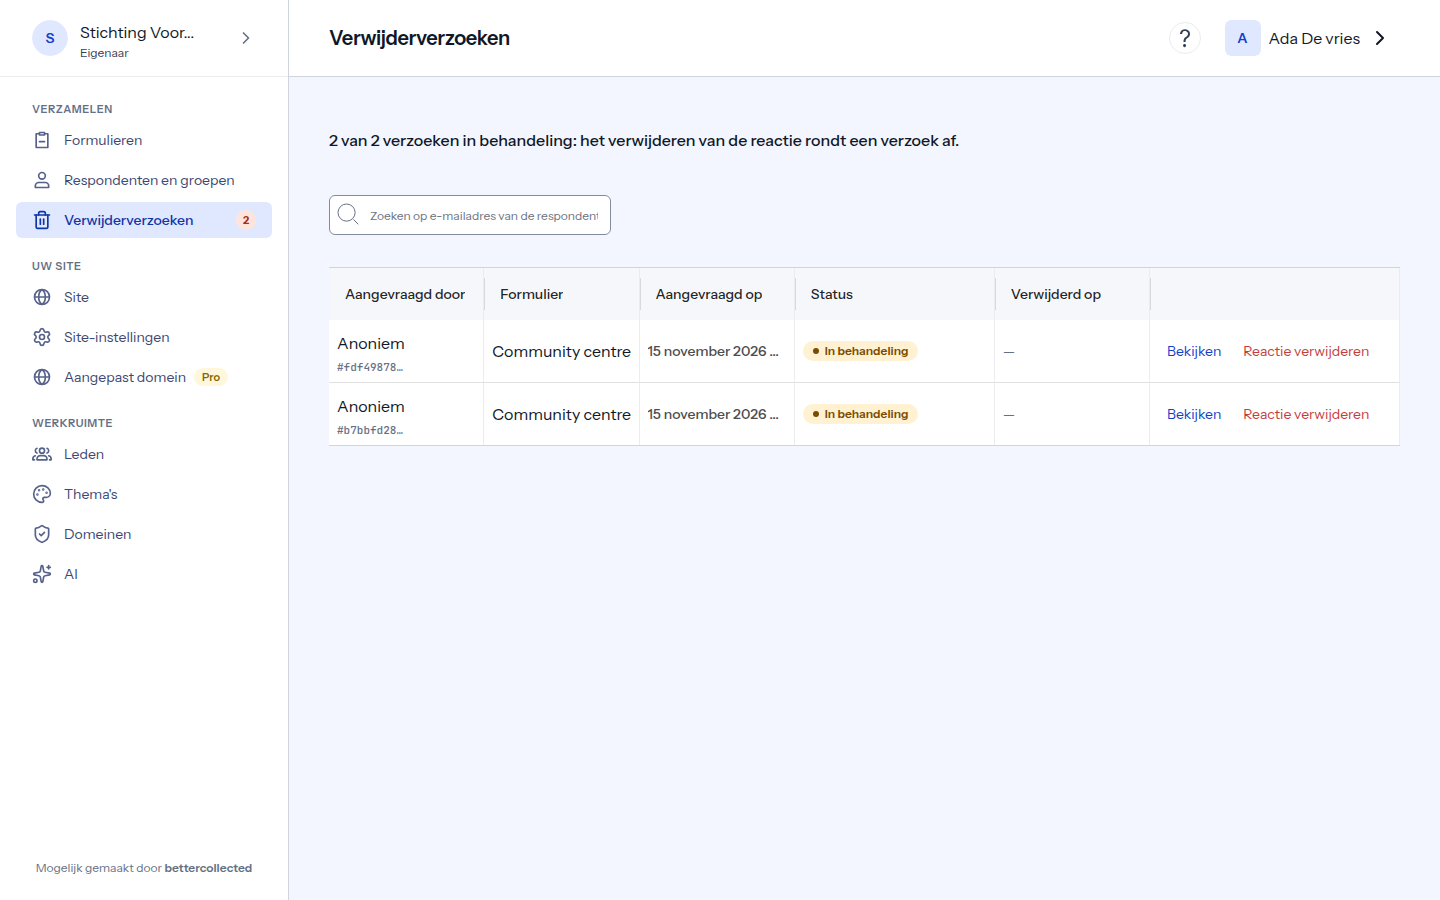 S
Stichting Voor...
Eigenaar
Verwijderverzoeken
?
A
Ada De vries
VERZAMELEN
Formulieren
Respondenten en groepen
Verwijderverzoeken
2
UW SITE
Site
Site-instellingen
Aangepast domein
Pro
WERKRUIMTE
Leden
Thema's
Domeinen
AI
Mogelijk gemaakt door bettercollected
2 van 2 verzoeken in behandeling: het verwijderen van de reactie rondt een verzoek af.
Zoeken op e-mailadres van de respondent
Aangevraagd door
Formulier
Aangevraagd op
Status
Verwijderd op
Anoniem
#fdf49878…
Community centre
15 november 2026 ...
In behandeling
—
Bekijken
Reactie verwijderen
Anoniem
#b7bbfd28…
Community centre
15 november 2026 ...
In behandeling
—
Bekijken
Reactie verwijderen